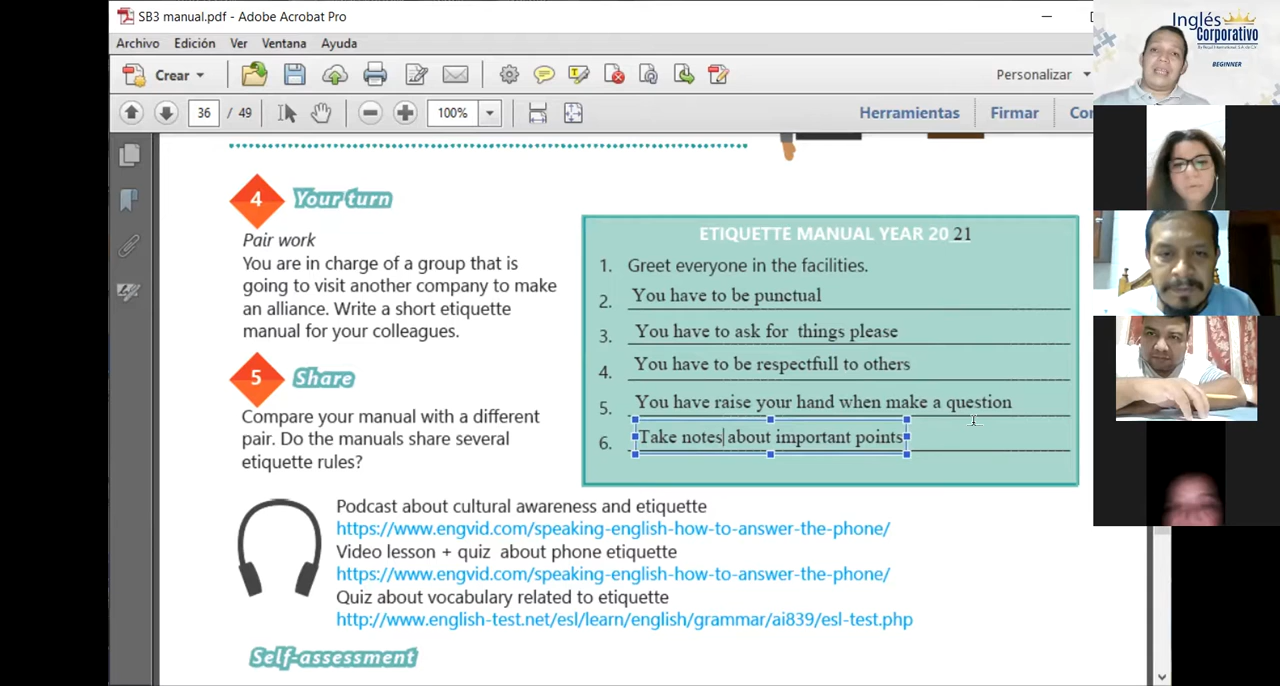 SB3 manual.pdf - Adobe Acrobat Pro
Archivo Edición Ver Ventana Ayuda
Crear
Personalizar
36 / 49
100%
Herramientas
Firmar
Inglés
Corporativo
BEGINNER
4 Your turn
Pair work
You are in charge of a group that is
going to visit another company to make
an alliance. Write a short etiquette
manual for your colleagues.
5 Share
Compare your manual with a different
pair. Do the manuals share several
etiquette rules?
ETIQUETTE MANUAL YEAR 20 21
1. Greet everyone in the facilities.
2. You have to be punctual
3. You have to ask for things please
4. You have to be respectfull to others
5. You have raise your hand when make a question
6. Take notes about important points
Podcast about cultural awareness and etiquette
https://www.engvid.com/speaking-english-how-to-answer-the-phone/
Video lesson + quiz about phone etiquette
https://www.engvid.com/speaking-english-how-to-answer-the-phone/
Quiz about vocabulary related to etiquette
http://www.english-test.net/esl/learn/english/grammar/ai839/esl-test.php
Self-assessment